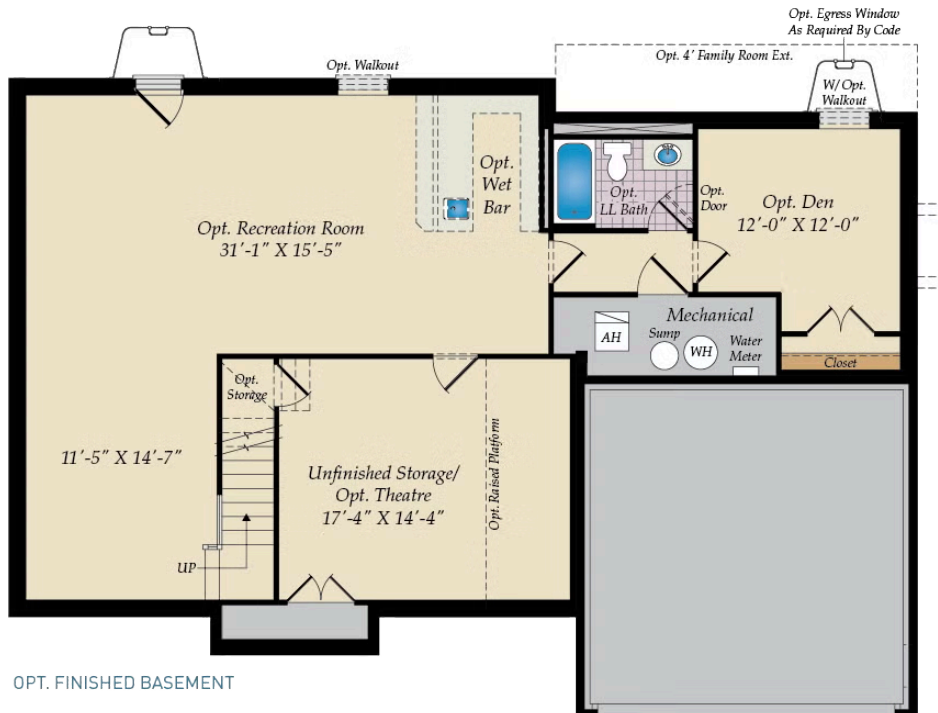 Opt. Egress Window
As Required By Code
Opt. Walkout
Opt. 4' Family Room Ext.
W/ Opt.
Walkout
Opt.
Wet
Bar
Opt.
LL Bath
Opt.
Door
Opt. Den
12'-0" X 12'-0"
Opt. Recreation Room
31'-1" X 15'-5"
Mechanical
AH
Sump
WH
Water
Meter
Closet
Opt.
Storage
11'-5" X 14'-7"
Unfinished Storage/
Opt. Theatre
17'-4" X 14'-4"
Opt. Raised Platform
UP
OPT. FINISHED BASEMENT